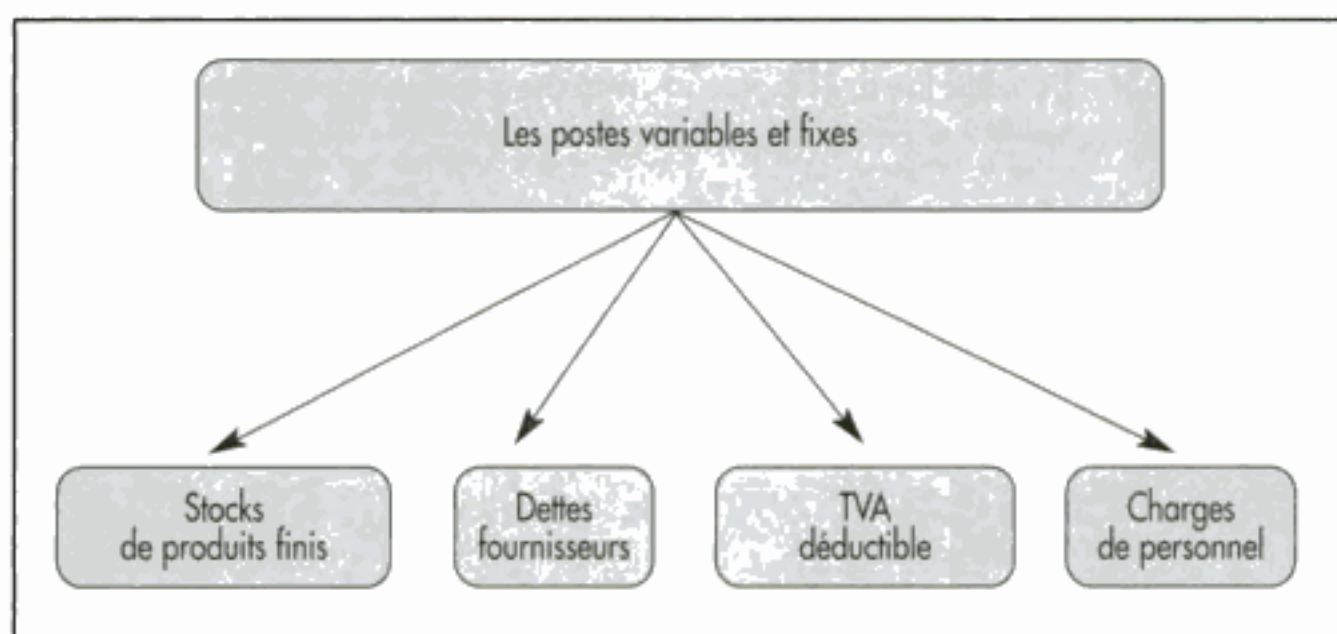 Les postes variables et fixes
Stocks
de produits finis
Dettes
fournisseurs
TVA
déductible
Charges
de personnel